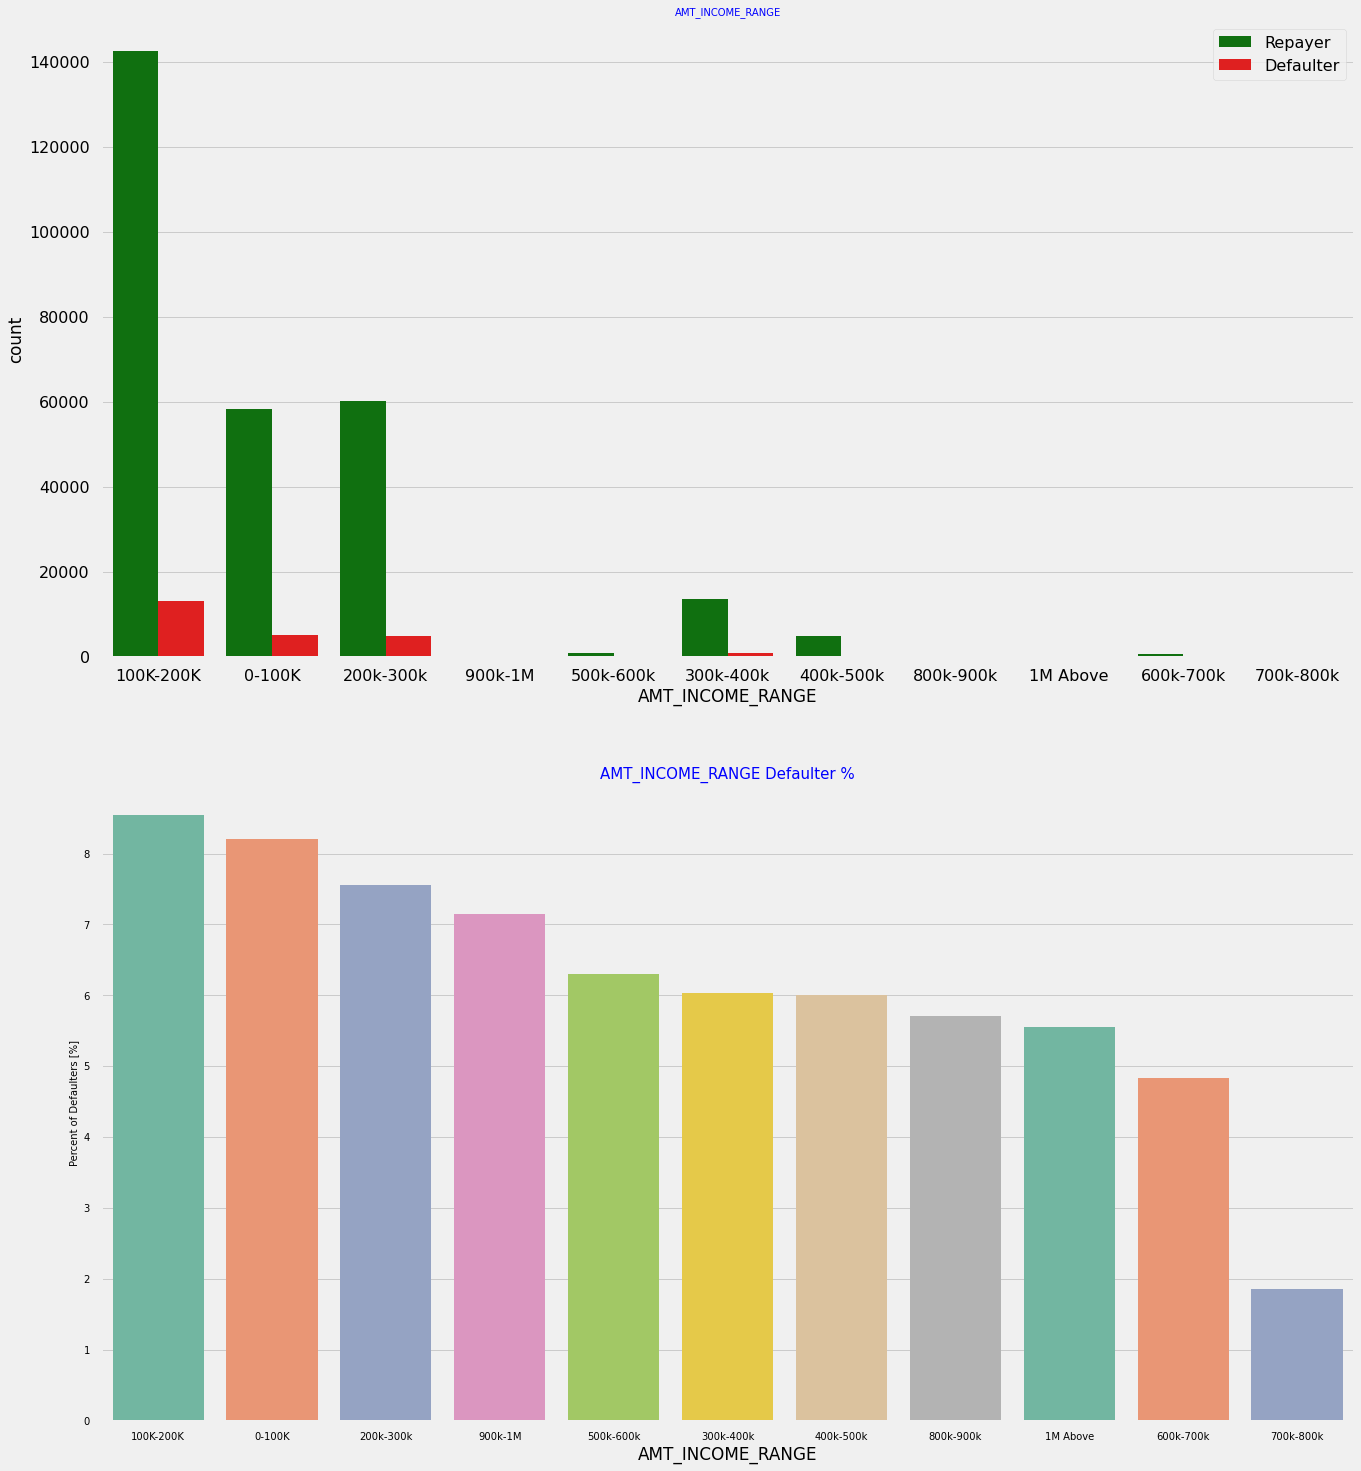 AMT_INCOME_RANGE
Repayer
Defaulter
140000
120000
100000
80000
60000
40000
20000
0
count
100K-200K 0-100K 200k-300k 900k-1M 500k-600k 300k-400k 400k-500k 800k-900k 1M Above 600k-700k 700k-800k
AMT_INCOME_RANGE
AMT_INCOME_RANGE Defaulter %
8
7
6
5
4
3
2
1
0
Percent of Defaulters [%]
100K-200K 0-100K 200k-300k 900k-1M 500k-600k 300k-400k 400k-500k 800k-900k 1M Above 600k-700k 700k-800k
AMT_INCOME_RANGE